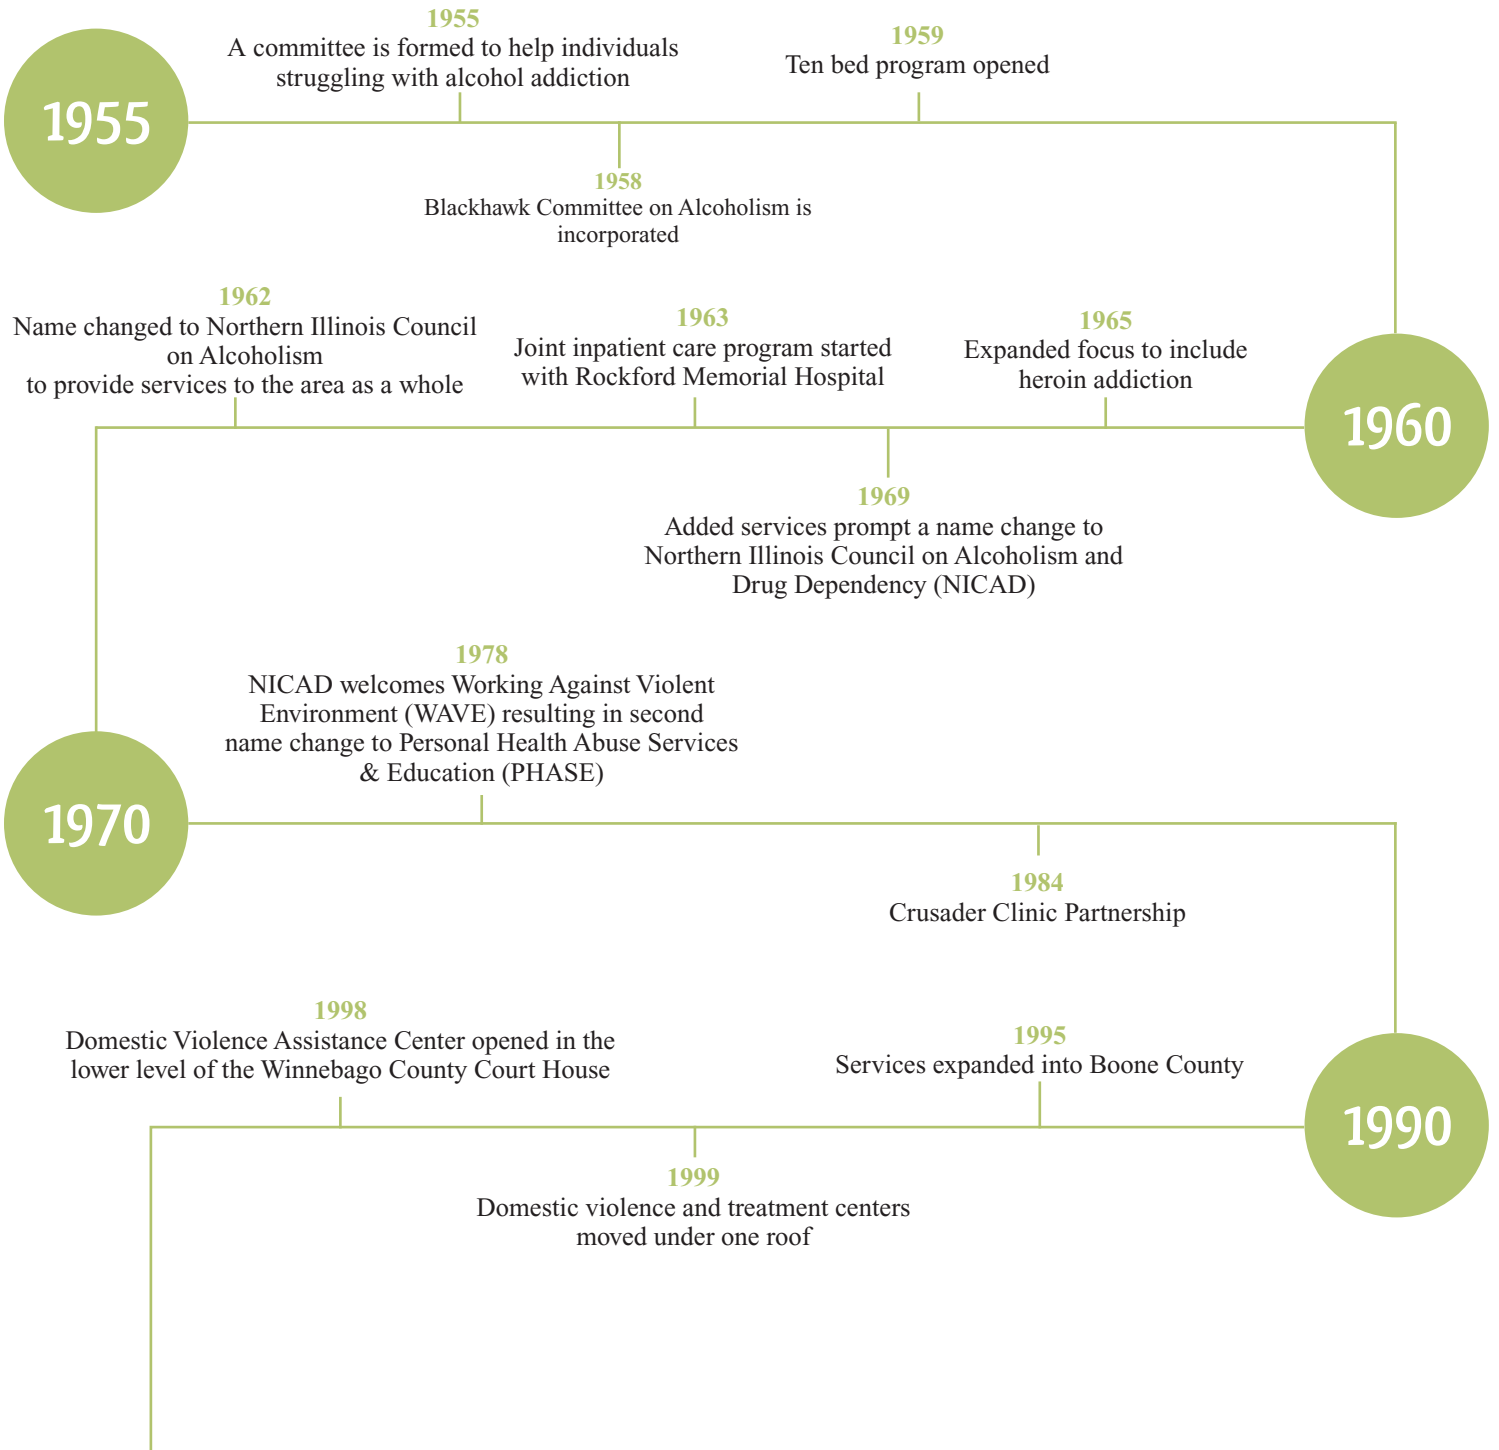 1955
1955
A committee is formed to help individuals
struggling with alcohol addiction
1959
Ten bed program opened
1958
Blackhawk Committee on Alcoholism is
incorporated
1960
1962
Name changed to Northern Illinois Council
on Alcoholism
to provide services to the area as a whole
1963
Joint inpatient care program started
with Rockford Memorial Hospital
1965
Expanded focus to include
heroin addiction
1969
Added services prompt a name change to
Northern Illinois Council on Alcoholism and
Drug Dependency (NICAD)
1970
1978
NICAD welcomes Working Against Violent
Environment (WAVE) resulting in second
name change to Personal Health Abuse Services
& Education (PHASE)
1984
Crusader Clinic Partnership
1990
1998
Domestic Violence Assistance Center opened in the
lower level of the Winnebago County Court House
1995
Services expanded into Boone County
1999
Domestic violence and treatment centers
moved under one roof